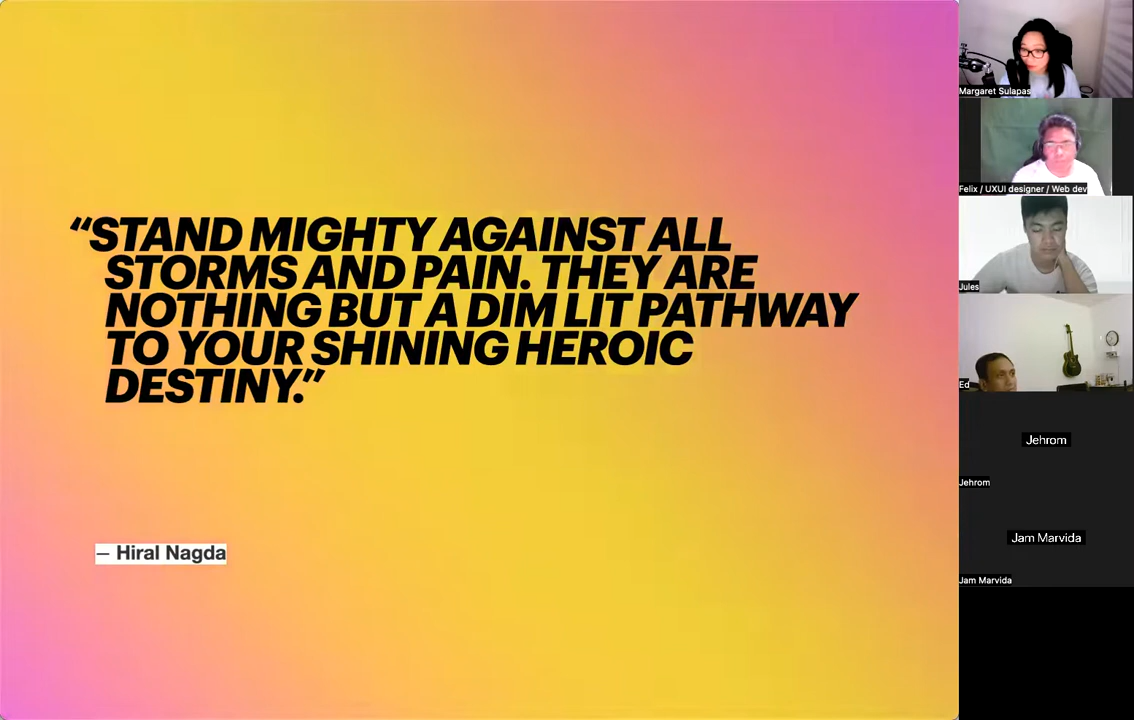 “STAND MIGHTY AGAINST ALL
STORMS AND PAIN. THEY ARE
NOTHING BUT A DIM LIT PATHWAY
TO YOUR SHINING HEROIC
DESTINY.”
— Hiral Nagda
Margaret Sulapas
Felix / UXUI designer / Web dev
Jules
Ed
Jehrom
Jehrom
Jam Marvida
Jam Marvida